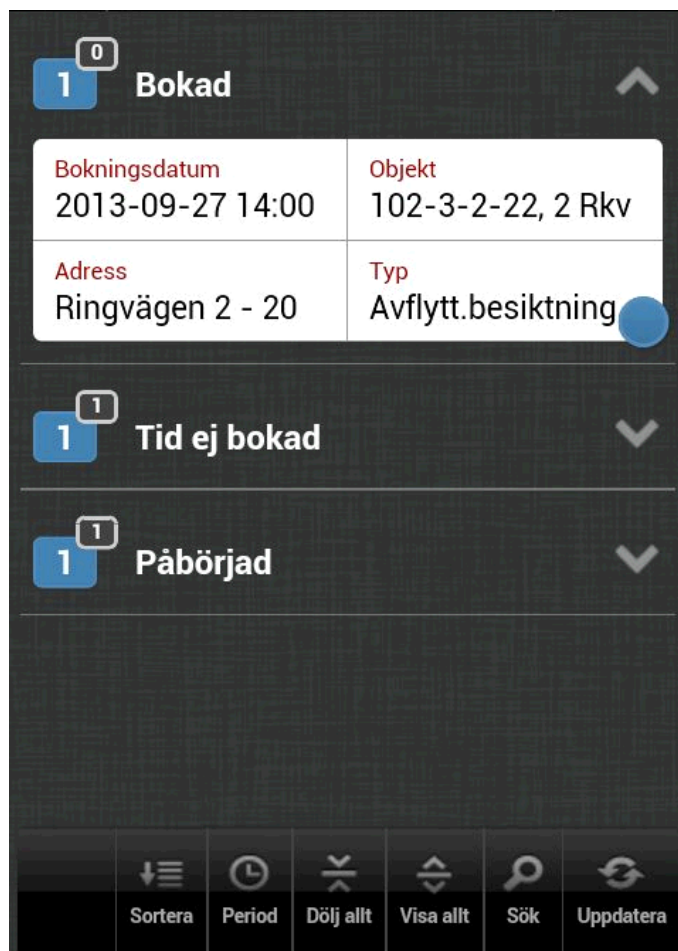 0
1 Bokad
Bokningsdatum Objekt
2013-09-27 14:00 102-3-2-22, 2 Rkv
Adress Typ
Ringvägen 2 - 20 Avflytt.besiktning
1
1 Tid ej bokad
1
1 Påbörjad
Sortera Period Dölj allt Visa allt Sök Uppdatera